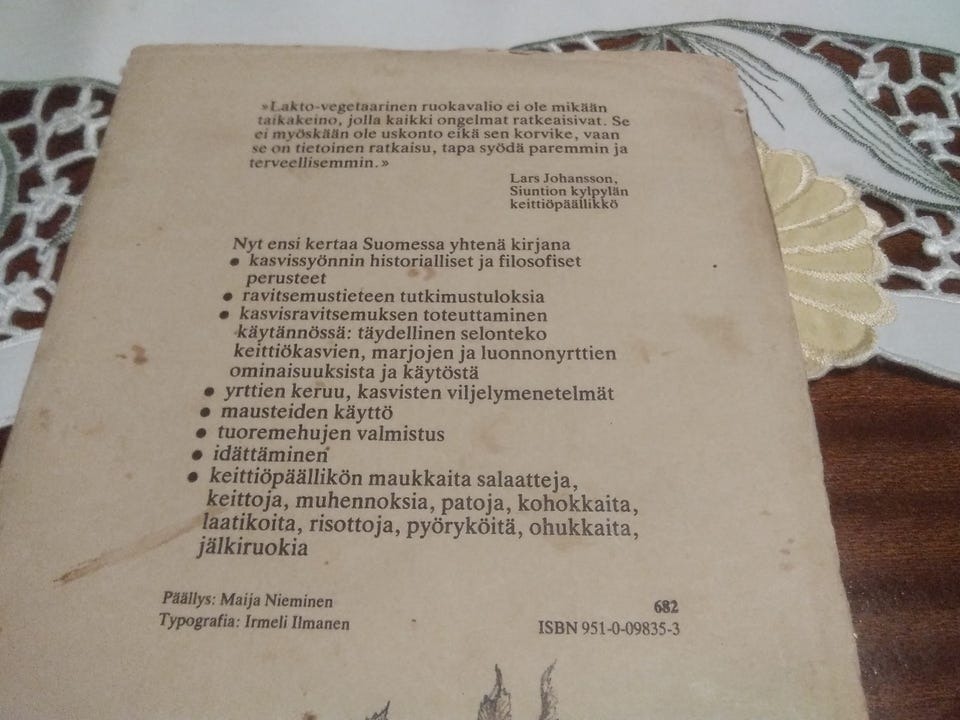 »Lakto-vegetaarinen ruokavalio ei ole mikään
taikakeino, jolla kaikki ongelmat ratkeaisivat. Se
ei myöskään ole uskonto eikä sen korvike, vaan
se on tietoinen ratkaisu, tapa syödä paremmin ja
terveellisemmin.»
Lars Johansson,
Siuntion kylpylän
keittiöpäällikkö
Nyt ensi kertaa Suomessa yhtenä kirjana
• kasvissyönnin historialliset ja filosofiset
perusteet
• ravitsemustieteen tutkimustuloksia
• kasvisravitsemuksen toteuttaminen
käytännössä: täydellinen selonteko
keittiökasvien, marjojen ja luonnonyrttien
ominaisuuksista ja käytöstä
• yrttien keruu, kasvisten viljelymenetelmät
• mausteiden käyttö
• tuoremehujen valmistus
• idättäminen
• keittiöpäällikön maukkaita salaatteja,
keittoja, muhennoksia, patoja, kohokkaita,
laatikoita, risottoja, pyöryköitä, ohukkaita,
jälkiruokia
Päällys: Maija Nieminen
Typografia: Irmeli Ilmanen
682
ISBN 951-0-09835-3